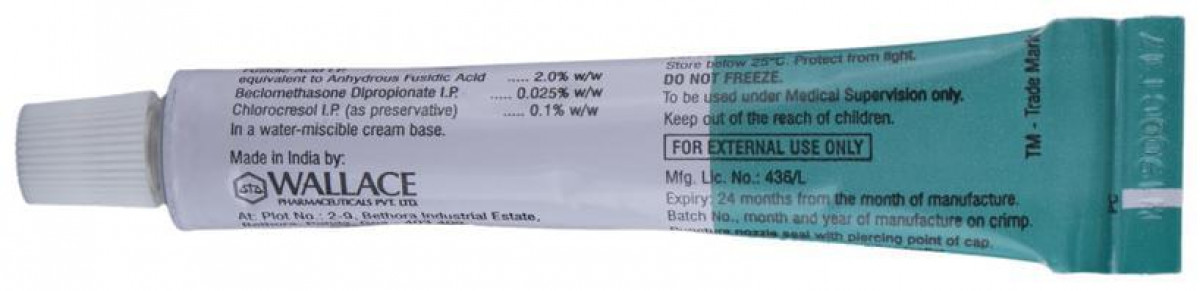 Fusidic Acid I.P.
equivalent to Anhydrous Fusidic Acid ..... 2.0% w/w
Beclomethasone Dipropionate I.P. ..... 0.025% w/w
Chlorocresol I.P. (as preservative) ..... 0.1% w/w
In a water-miscible cream base.
Made in India by:
WALLACE
PHARMACEUTICALS PVT. LTD.
At: Plot No.: 2-9, Bethora Industrial Estate,
Store below 25°C. Protect from light.
DO NOT FREEZE.
To be used under Medical Supervision only.
Keep out of the reach of children.
FOR EXTERNAL USE ONLY
Mfg. Lic. No.: 436/L
Expiry: 24 months from the month of manufacture.
Batch No., month and year of manufacture on crimp.
Puncture nozzle seal with piercing point of cap.
TM - Trade Mark
PC